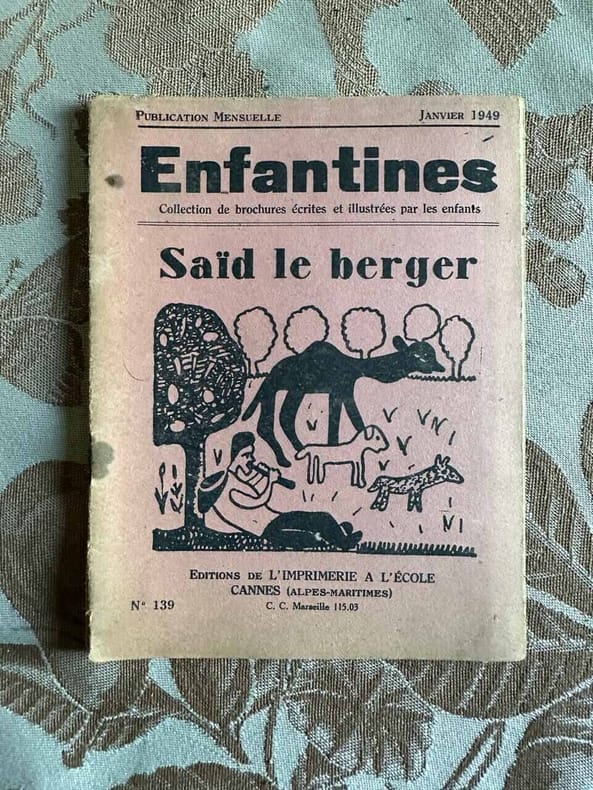 Publication Mensuelle Janvier 1949
Enfantines
Collection de brochures écrites et illustrées par les enfants
Saïd le berger
Editions de L'IMPRIMERIE A L'ÉCOLE
CANNES (ALPES-MARITIMES)
N° 139 C. C. Marseille 115.03